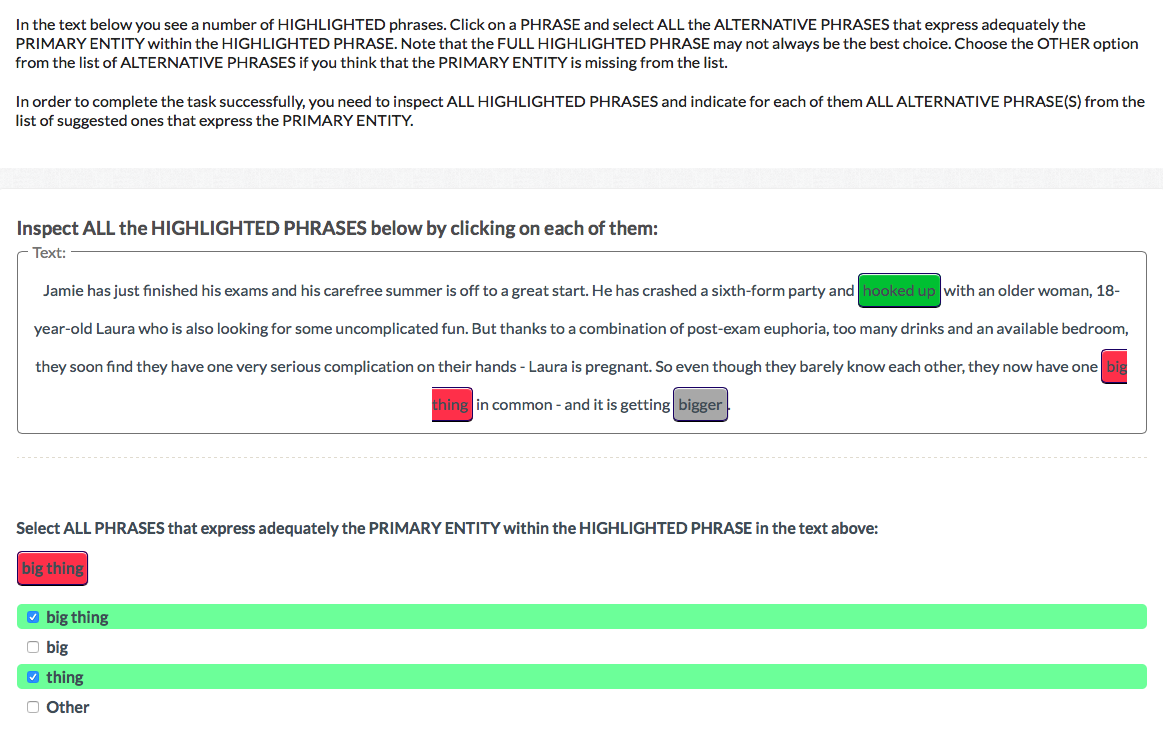 In the text below you see a number of HIGHLIGHTED phrases. Click on a PHRASE and select ALL the ALTERNATIVE PHRASES that express adequately the
PRIMARY ENTITY within the HIGHLIGHTED PHRASE. Note that the FULL HIGHLIGHTED PHRASE may not always be the best choice. Choose the OTHER option
from the list of ALTERNATIVE PHRASES if you think that the PRIMARY ENTITY is missing from the list.
In order to complete the task successfully, you need to inspect ALL HIGHLIGHTED PHRASES and indicate for each of them ALL ALTERNATIVE PHRASE(S) from the
list of suggested ones that express the PRIMARY ENTITY.
Inspect ALL the HIGHLIGHTED PHRASES below by clicking on each of them:
Text:
Jamie has just finished his exams and his carefree summer is off to a great start. He has crashed a sixth-form party and hooked up with an older woman, 18-
year-old Laura who is also looking for some uncomplicated fun. But thanks to a combination of post-exam euphoria, too many drinks and an available bedroom,
they soon find they have one very serious complication on their hands - Laura is pregnant. So even though they barely know each other, they now have one big
thing in common - and it is getting bigger.
Select ALL PHRASES that express adequately the PRIMARY ENTITY within the HIGHLIGHTED PHRASE in the text above:
big thing
big thing
big
thing
Other